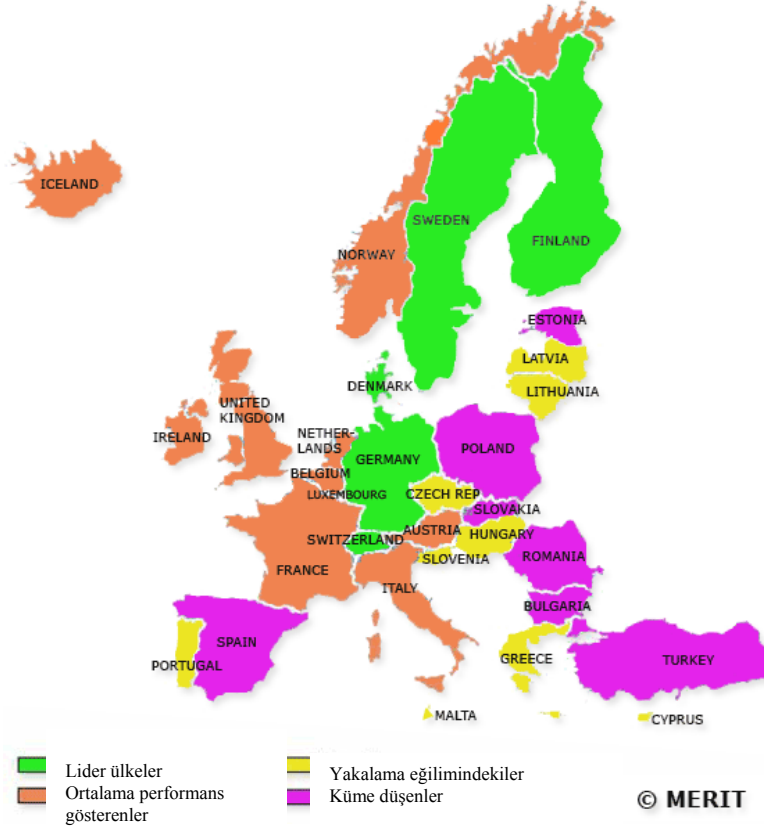 ICELAND
SWEDEN
FINLAND
NORWAY
ESTONIA
LATVIA
DENMARK
LITHUANIA
UNITED
KINGDOM
IRELAND
NETHER-
LANDS
POLAND
GERMANY
BELGIUM
LUXEMBOURG
CZECH REP
SLOVAKIA
AUSTRIA
HUNGARY
SWITZERLAND
SLOVENIA
ROMANIA
FRANCE
ITALY
BULGARIA
SPAIN
PORTUGAL
GREECE
TURKEY
MALTA
CYPRUS
Lider ülkeler
Ortalama performans
gösterenler
Yakalama eğilimindekiler
Küme düşenler
© MERIT